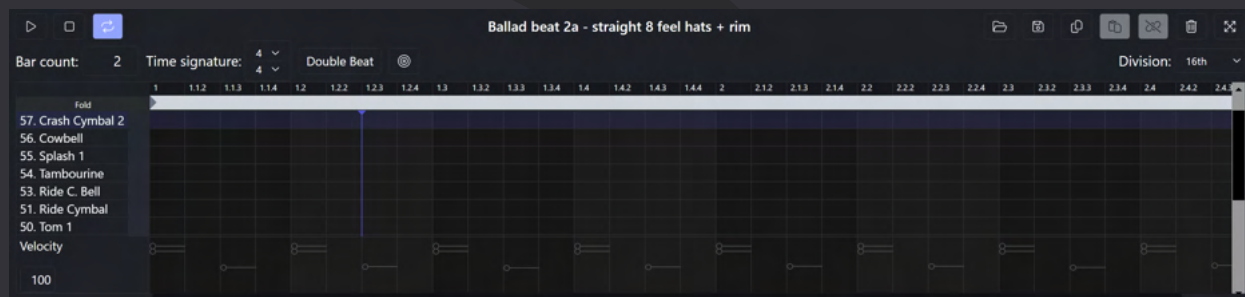 Ballad beat 2a - straight 8 feel hats + rim
Bar count: 2 Time signature: 4 4 Double Beat Division: 16th
1 1.1.2 1.1.3 1.1.4 1.2 1.2.2 1.2.3 1.2.4 1.3 1.3.2 1.3.3 1.3.4 1.4 1.4.2 1.4.3 1.4.4 2 2.1.2 2.1.3 2.1.4 2.2 2.2.2 2.2.3 2.2.4 2.3 2.3.2 2.3.3 2.3.4 2.4 2.4.2 2.4.3
Fold
57. Crash Cymbal 2
56. Cowbell
55. Splash 1
54. Tambourine
53. Ride C. Bell
51. Ride Cymbal
50. Tom 1
Velocity
100